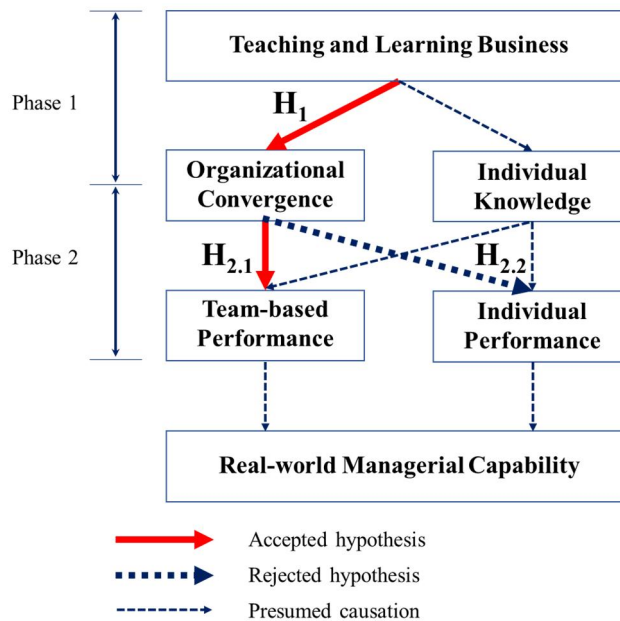 Teaching and Learning Business
Phase 1
H1
Organizational
Convergence
Individual
Knowledge
Phase 2
H2.1
H2.2
Team-based
Performance
Individual
Performance
Real-world Managerial Capability
Accepted hypothesis
Rejected hypothesis
Presumed causation